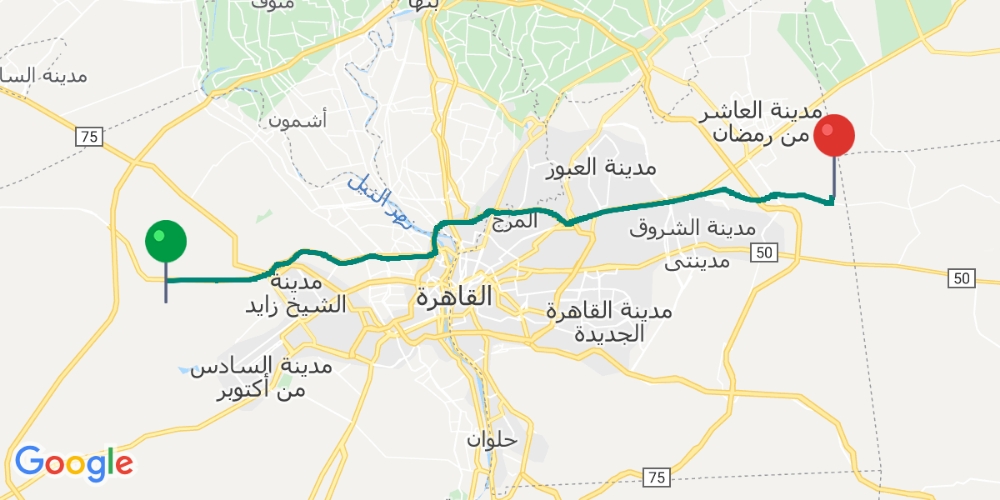 بنها
منوف
مدينة السا
أشمون
75
مدينة العاشر
من رمضان
مدينة العبور
نهر النيل
المرج
مدينة الشروق
مدينتي
50
50
مدينة
الشيخ زايد
القاهرة
مدينة القاهرة
الجديدة
مدينة السادس
من أكتوبر
حلوان
75
Google